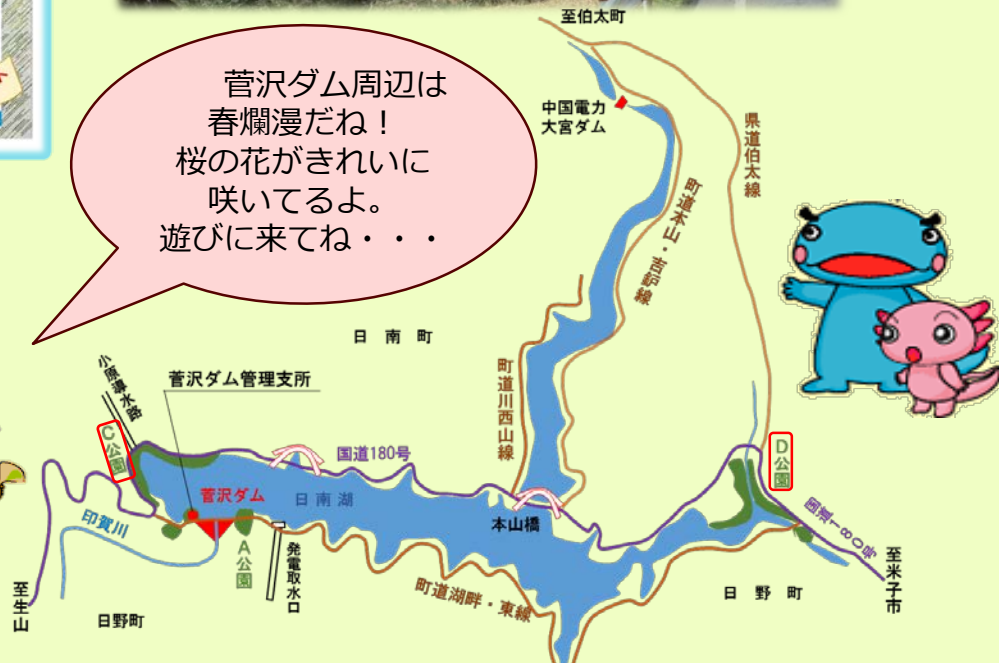 至伯太町
菅沢ダム周辺は
春爛漫だね！
桜の花がきれいに
咲いてるよ。
遊びに来てね・・・
中国電力
大宮ダム
県道伯太線
町道本山・吉鈩線
日南町
小原導水路
菅沢ダム管理支所
町道川西山線
C公園
国道180号
D公園
菅沢ダム
日南湖
印賀川
本山橋
国道180号
A公園
発電取水口
至米子市
町道湖畔・東線
日野町
至生山
日野町